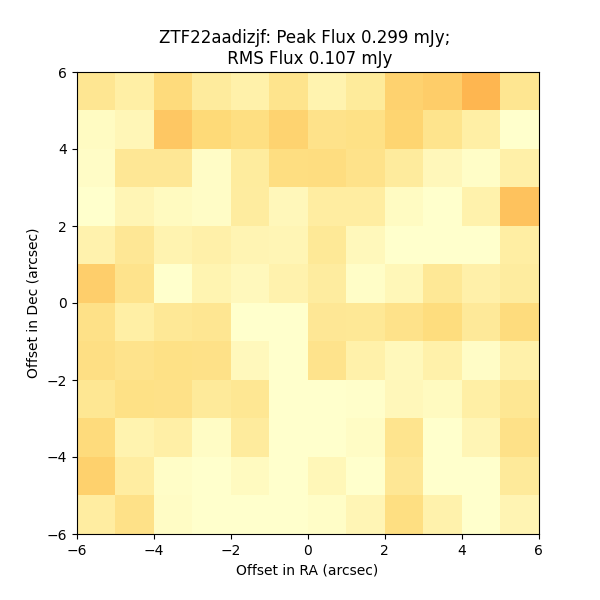 ZTF22aadizjf: Peak Flux 0.299 mJy;
RMS Flux 0.107 mJy
6
4
2
0
−2
−4
−6
Offset in Dec (arcsec)
−6 −4 −2 0 2 4 6
Offset in RA (arcsec)